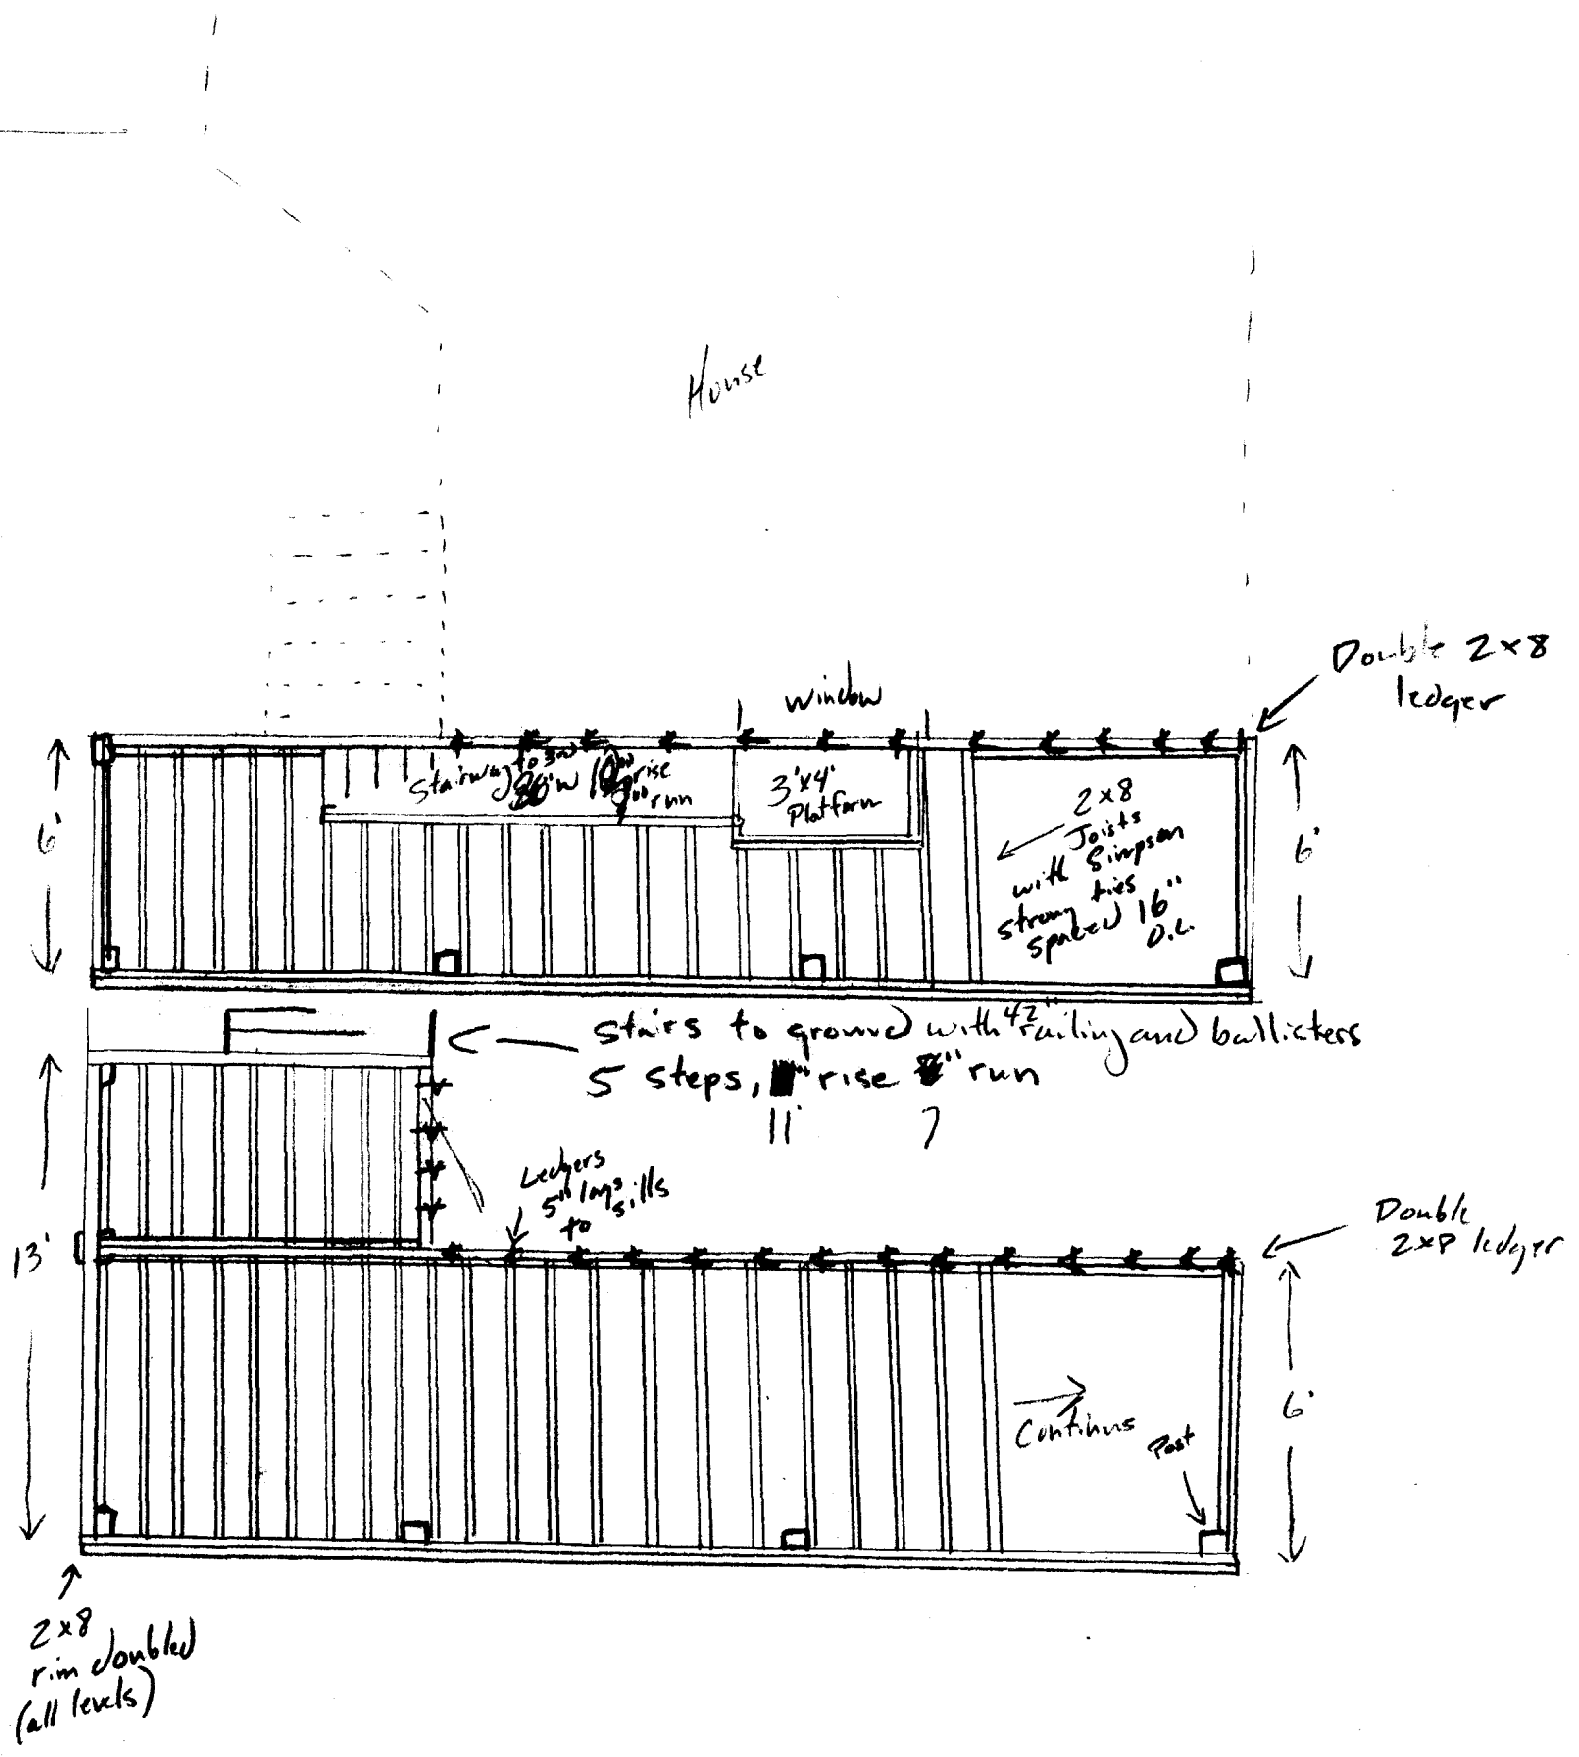 House
Double 2x8
ledger
window
Stairway to 3rd
rise
run
3'x4'
Platform
2x8
Joists
with Simpson
strong ties
spaced 16"
O.C.
6'
6'
stairs to ground with 42" railing and ballisters
5 steps, "rise "run
11 7
Ledgers
5" lags
to sills
Double
2x8 ledger
13'
6'
Continus
Post
2x8
rim doubled
(all levels)